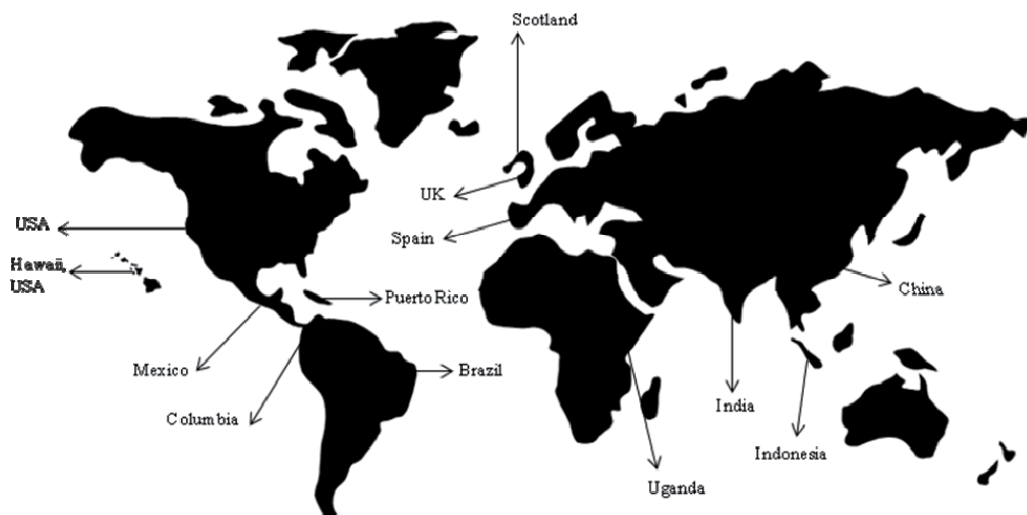 Scotland
UK
USA
Spain
Hawaii,
USA
China
Puerto Rico
Mexico
Brazil
India
Columbia
Indonesia
Uganda